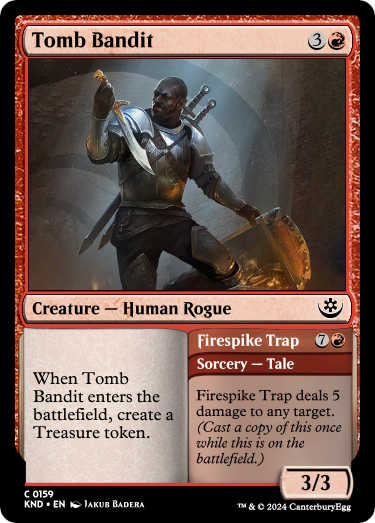 Tomb Bandit 3
Creature — Human Rogue
When Tomb
Bandit enters the
battlefield, create a
Treasure token.
Firespike Trap 7
Sorcery — Tale
Firespike Trap deals 5
damage to any target.
(Cast a copy of this once
while this is on the
battlefield.)
3/3
C 0159
KND • EN Jakub Badera
™ & © 2024 CanterburyEgg